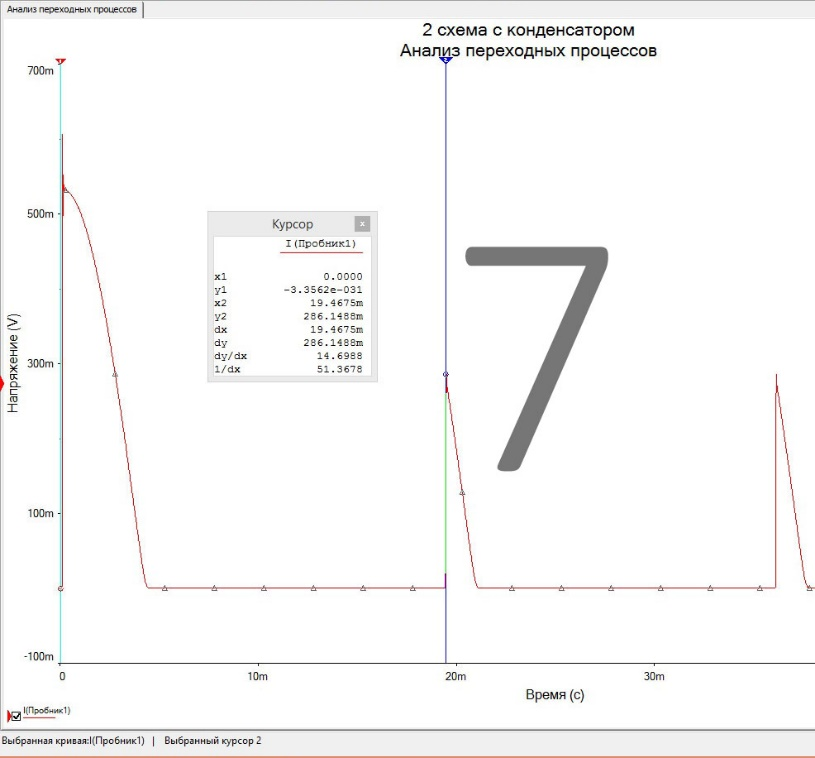 Анализ переходных процессов
2 схема с конденсатором
Анализ переходных процессов
700m
500m
300m
100m
-100m
Напряжение (V)
Курсор
x
I(Пробник1)
x1 0.0000
y1 -3.3562e-031
x2 19.4675m
y2 286.1488m
dx 19.4675m
dy 286.1488m
dy/dx 14.6988
1/dx 51.3678
7
0 10m 20m 30m
Время (с)
I(Пробник1)
Выбранная кривая:I(Пробник1) | Выбранный курсор 2